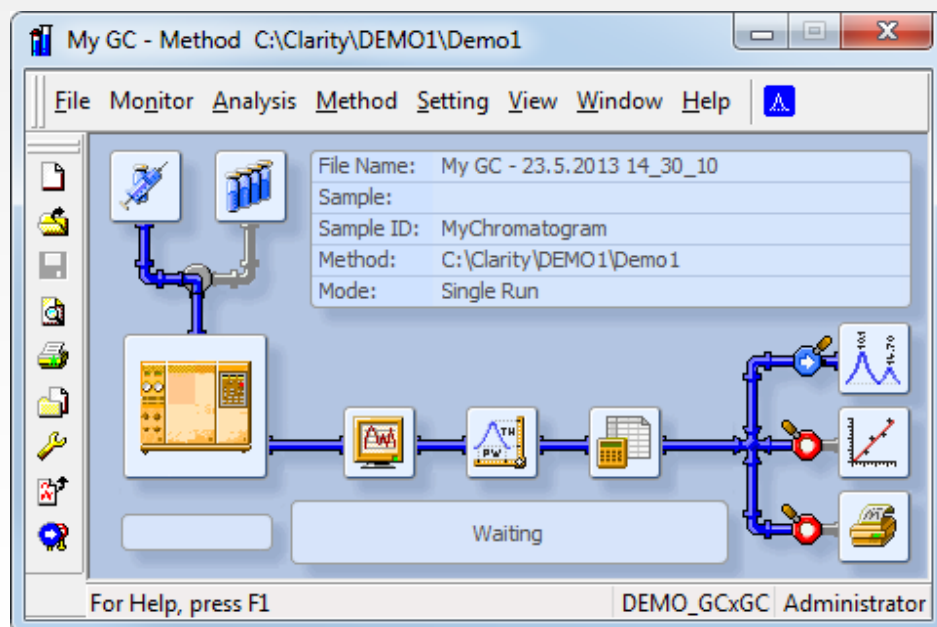 My GC - Method C:\Clarity\DEMO1\Demo1
File Monitor Analysis Method Setting View Window Help
File Name: My GC - 23.5.2013 14_30_10
Sample:
Sample ID: MyChromatogram
Method: C:\Clarity\DEMO1\Demo1
Mode: Single Run
TH
PW
Waiting
For Help, press F1 DEMO_GCxGC Administrator